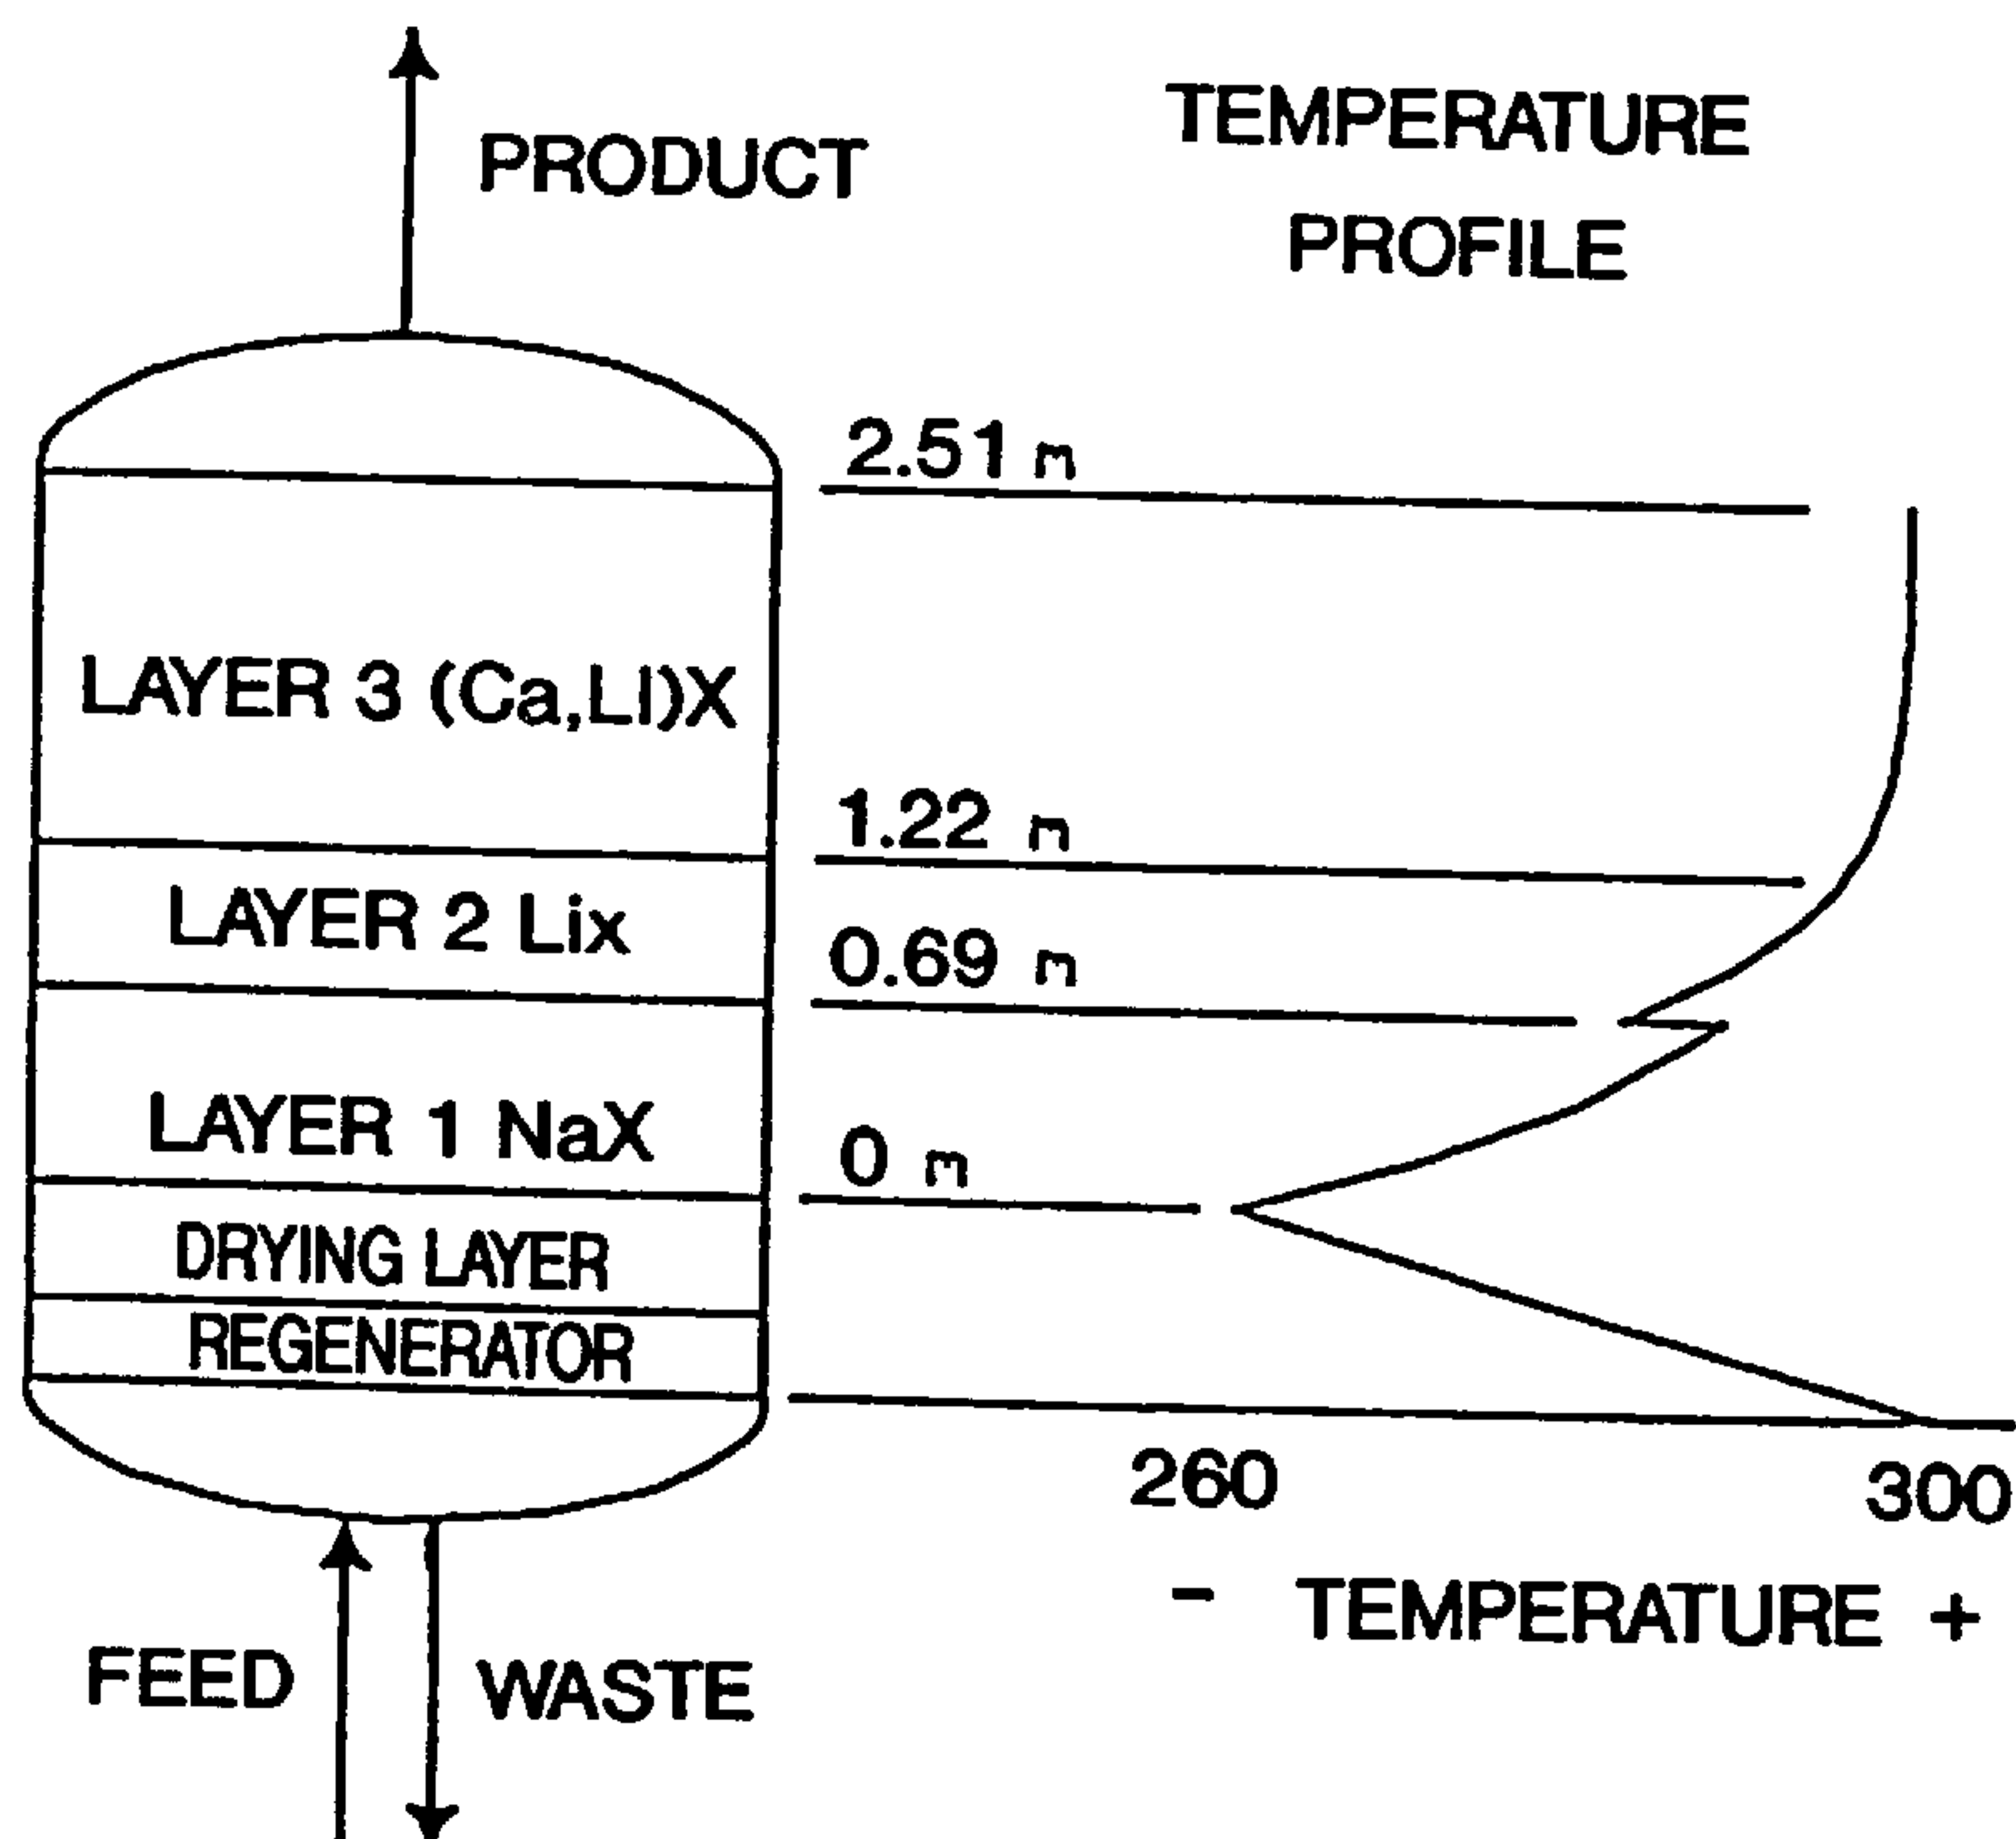 PRODUCT
TEMPERATURE
PROFILE
2.51 m
LAYER 3 (Ca,LI)X
1.22 m
LAYER 2 Lix
0.69 m
LAYER 1 NaX
0 m
DRYING LAYER
REGENERATOR
260
300
- TEMPERATURE +
FEED
WASTE